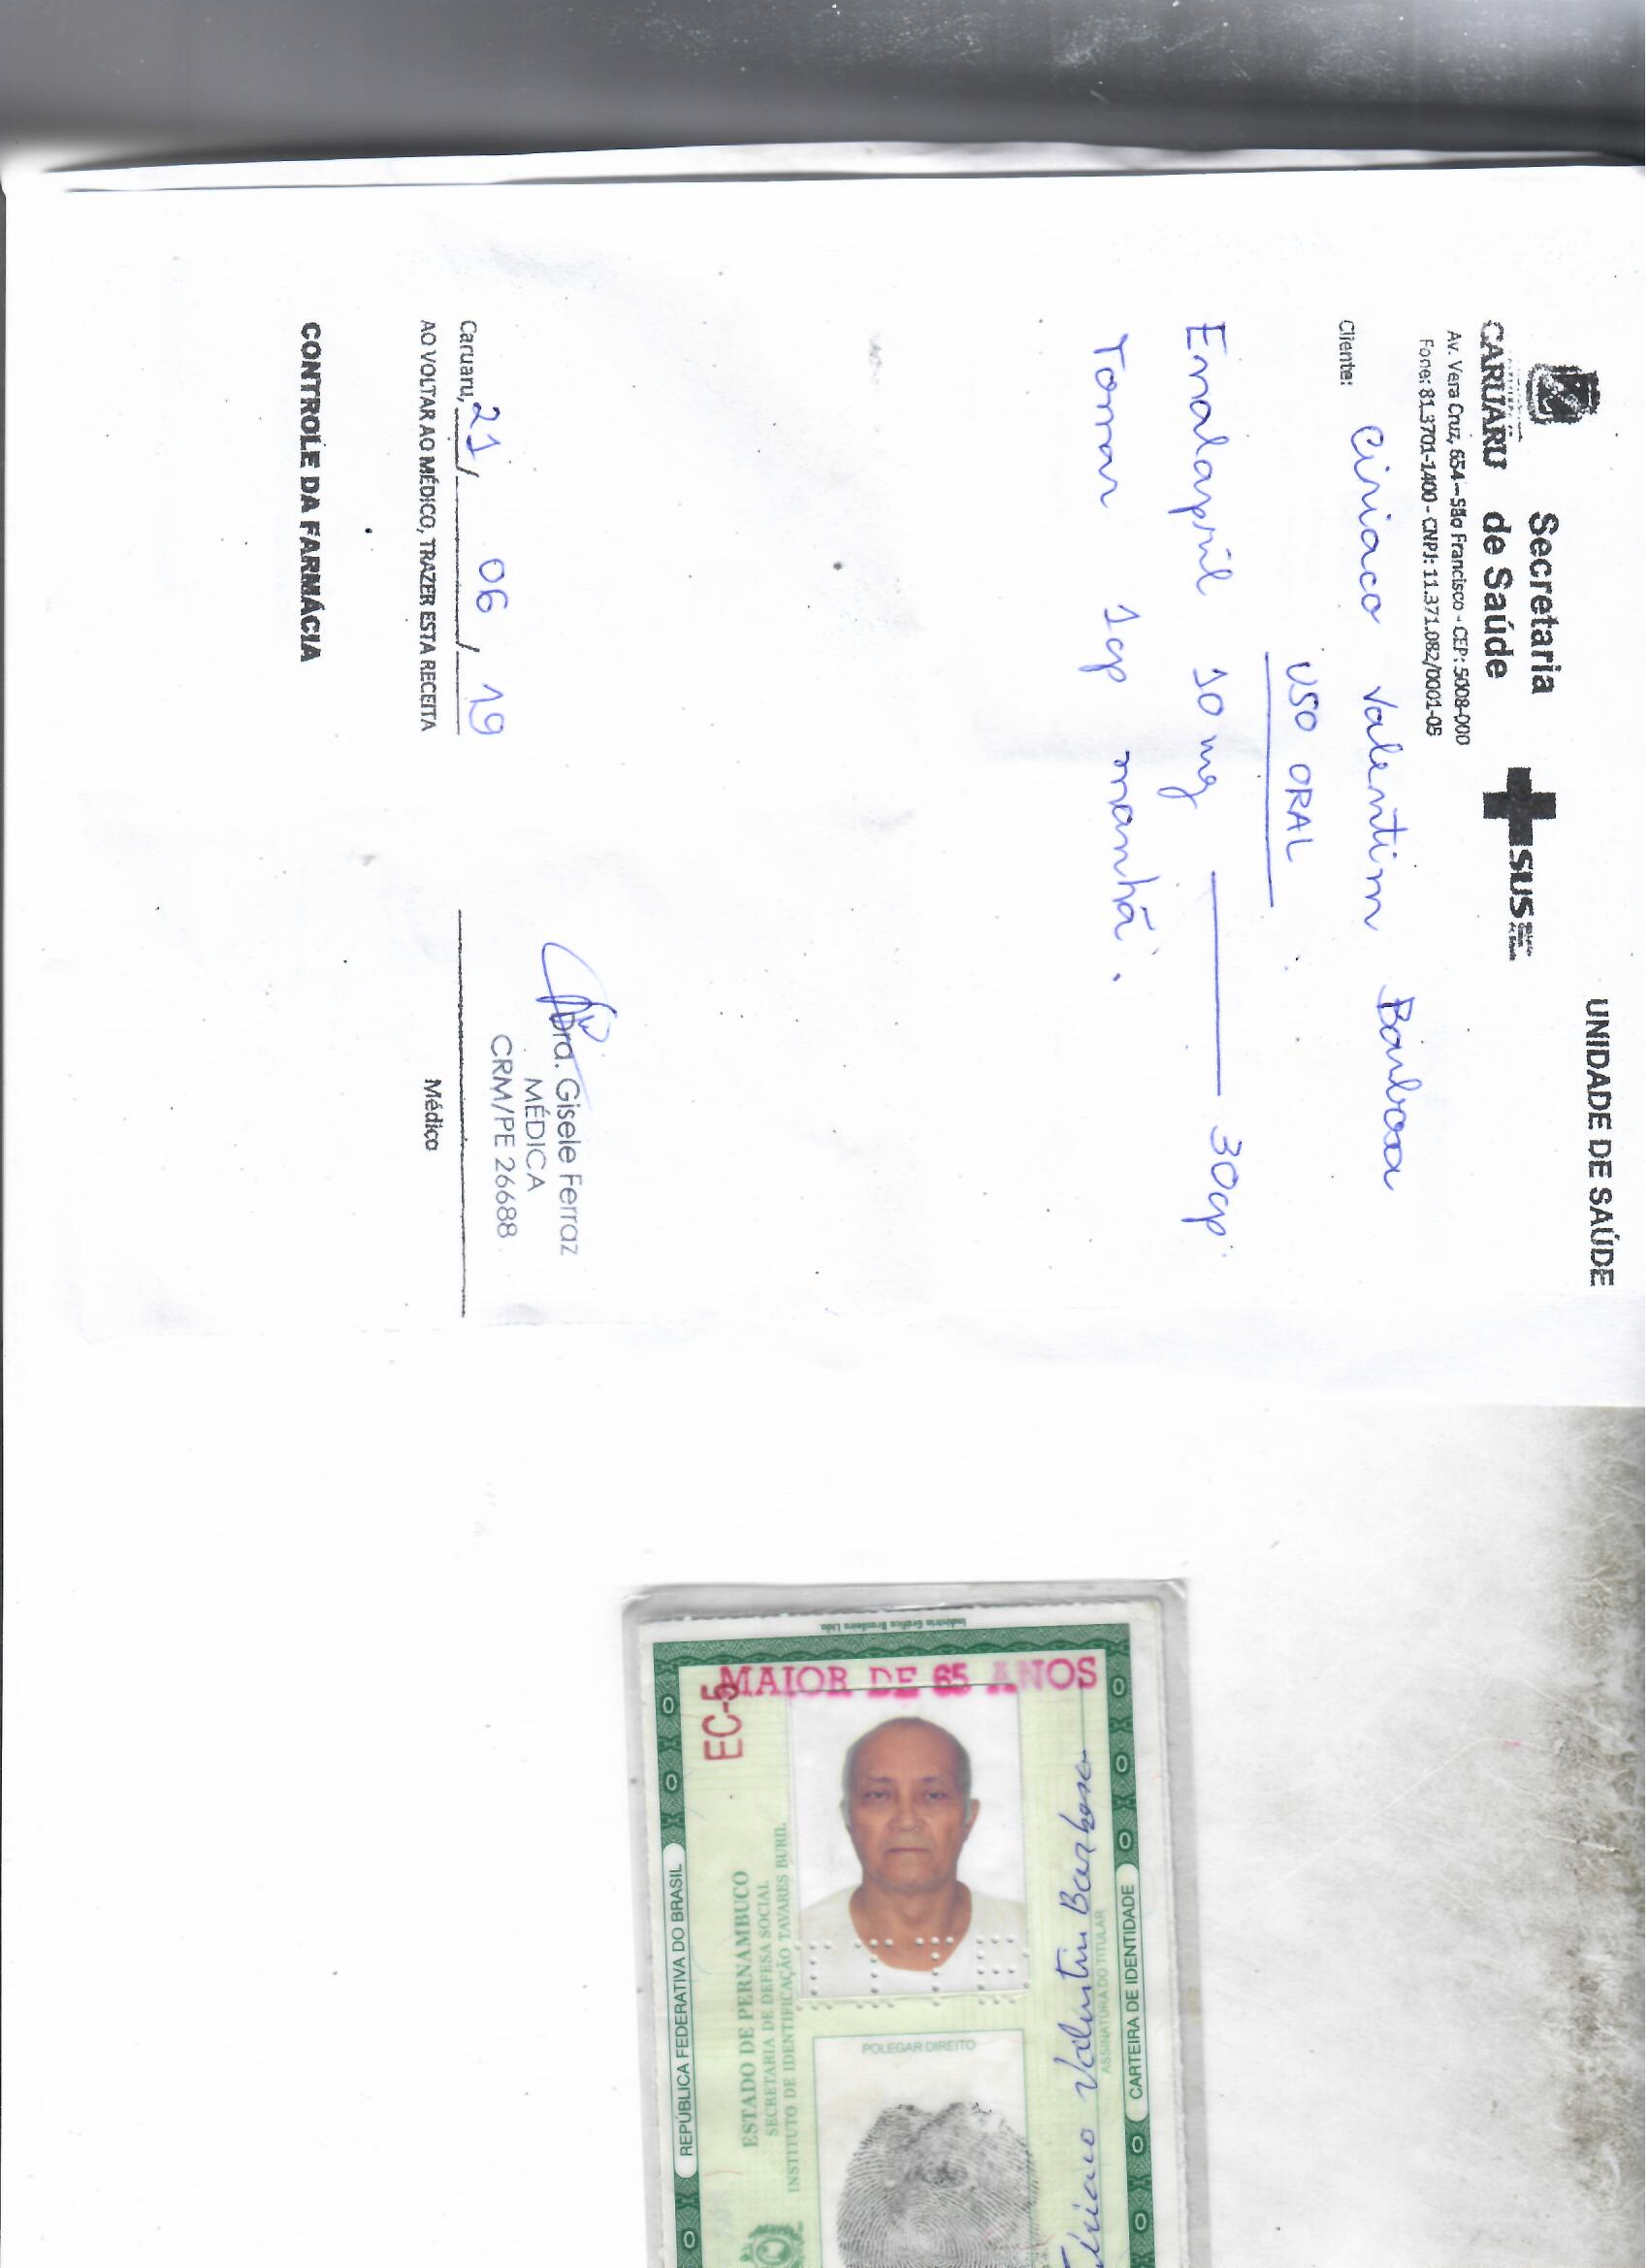 UNIDADE DE SAÚDE
Secretaria
CARUARU de Saúde
SUS
Av. Vera Cruz, 654 – São Francisco - CEP: 5008-000
Fone: 81.3701-1400 - CNPJ: 11.371.082/0001-05
Cliente: Ciriaco Valentim Barbosa
USO ORAL
Enalapril 10 mg 30cp
Tomar 1cp manhã.
Dra. Gisele Ferraz
MÉDICA
CRM/PE 26688
Caruaru, 21 / 06 / 19
Médico
AO VOLTAR AO MÉDICO, TRAZER ESTA RECEITA
CONTROLE DA FARMÁCIA
Indústria Gráfica Brasileira Ltda.
MAIOR DE 65 ANOS
EC-5
REPÚBLICA FEDERATIVA DO BRASIL
ESTADO DE PERNAMBUCO
SECRETARIA DE DEFESA SOCIAL
INSTITUTO DE IDENTIFICAÇÃO TAVARES BURIL
POLEGAR DIREITO
Valentim Barbosa
ASSINATURA DO TITULAR
CARTEIRA DE IDENTIDADE